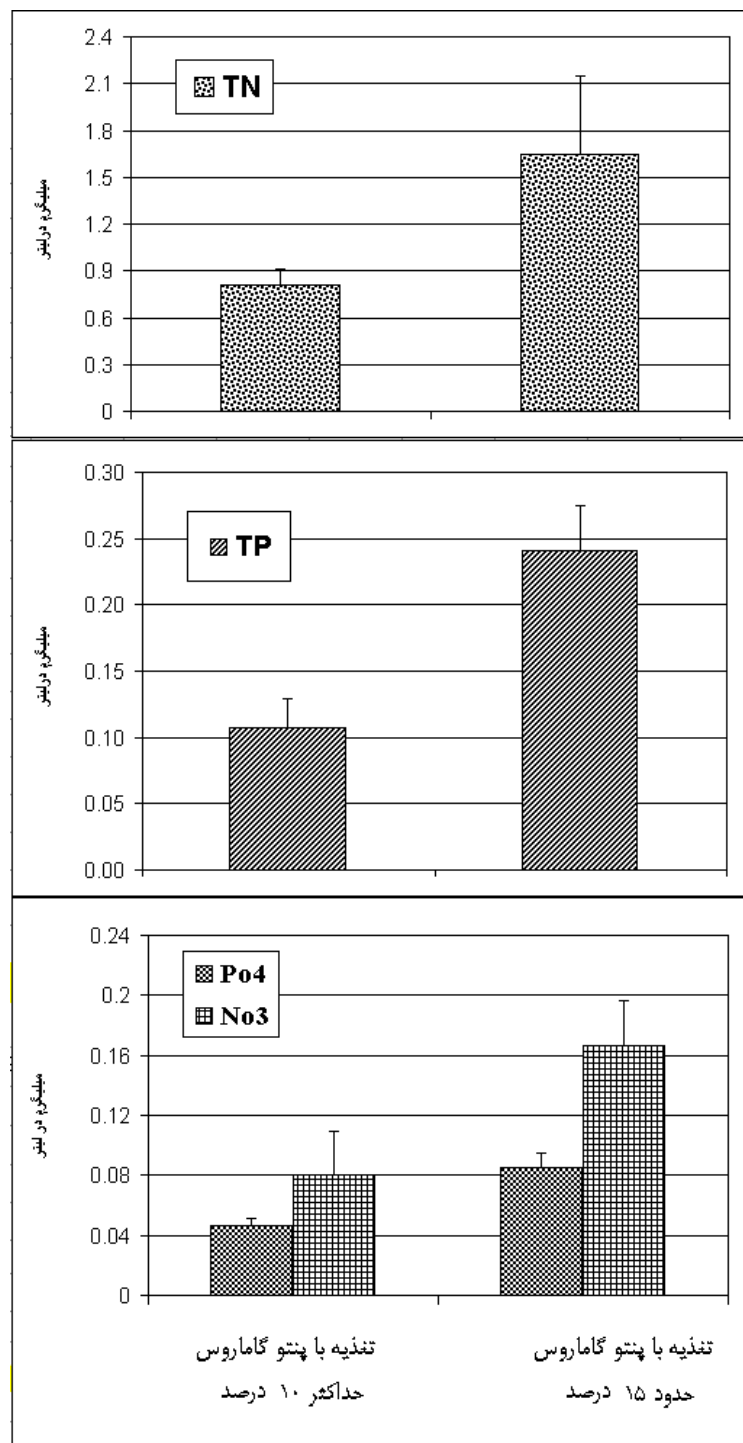 2.4
TN
2.1
1.8
1.5
1.2
0.9
0.6
0.3
0
میلیگرم در لیتر
0.30
0.25
TP
0.20
0.15
0.10
0.05
0.00
میلیگرم در لیتر
0.24
Po4
0.2
No3
0.16
0.12
0.08
0.04
0
میلیگرم در لیتر
تغذیه با پنتو گاماروس
حداکثر ۱۰ درصد
تغذیه با پنتو گاماروس
حدود ۱۵ درصد